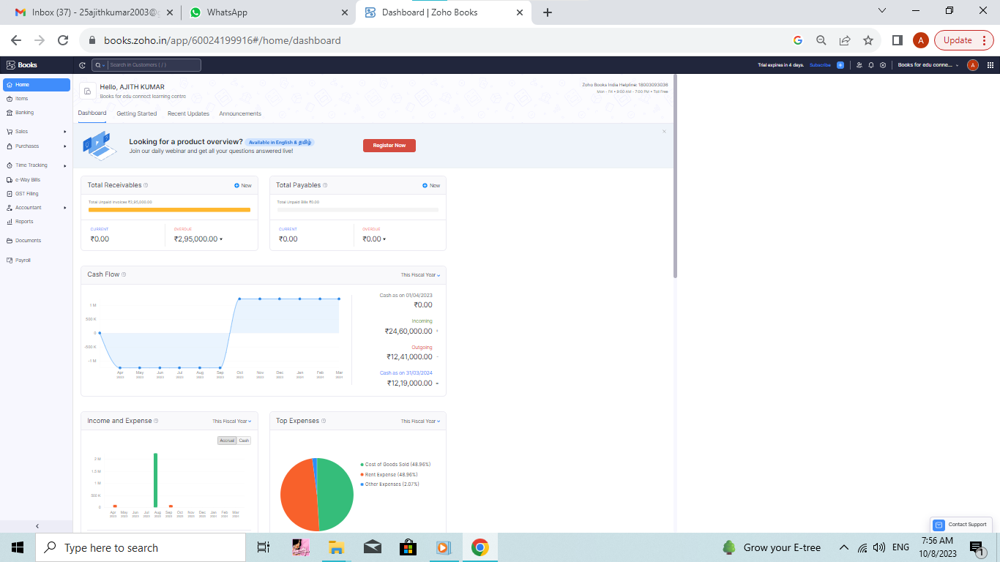 Inbox (37) - 25ajithkumar2003@g
WhatsApp
Dashboard | Zoho Books
books.zoho.in/app/60024199916#/home/dashboard
A
Update
Books
Search in Customers ( / )
Trial expires in 4 days.
Subscribe
Books for edu conne...
A
Home
Items
Banking
Sales
Purchases
Time Tracking
e-Way Bills
GST Filing
Accountant
Reports
Documents
Payroll
Hello, AJITH KUMAR
Books for edu connect learning centre
Zoho Books India Helpline: 18003093036
Mon - Fri • 9:00 AM - 7:00 PM • Toll Free
Dashboard Getting Started Recent Updates Announcements
Looking for a product overview? Available in English & தமிழ்
Join our daily webinar and get all your questions answered live!
Register Now
Total Receivables
New
Total Unpaid Invoices ₹2,95,000.00
CURRENT
₹0.00
OVERDUE
₹2,95,000.00
Total Payables
New
Total Unpaid Bills ₹0.00
CURRENT
₹0.00
OVERDUE
₹0.00
Cash Flow
This Fiscal Year
1 M
500 K
0
-500 K
-1 M
Apr May Jun Jul Aug Sep Oct Nov Dec Jan Feb Mar
2023 2023 2023 2023 2023 2023 2023 2023 2023 2024 2024 2024
Cash as on 01/04/2023
₹0.00
Incoming
₹24,60,000.00 +
Outgoing
₹12,41,000.00 -
Cash as on 31/03/2024
₹12,19,000.00 =
Income and Expense
This Fiscal Year
Accrual Cash
2 M
1.5 M
1 M
500 K
0
Apr May Jun Jul Aug Sep Oct Nov Dec Jan Feb Mar
2023 2023 2023 2023 2023 2023 2023 2023 2023 2024 2024 2024
Top Expenses
This Fiscal Year
Cost of Goods Sold (48.96%)
Rent Expense (48.96%)
Other Expenses (2.07%)
Contact Support
Type here to search
Grow your E-tree
ENG
7:56 AM
10/8/2023
1